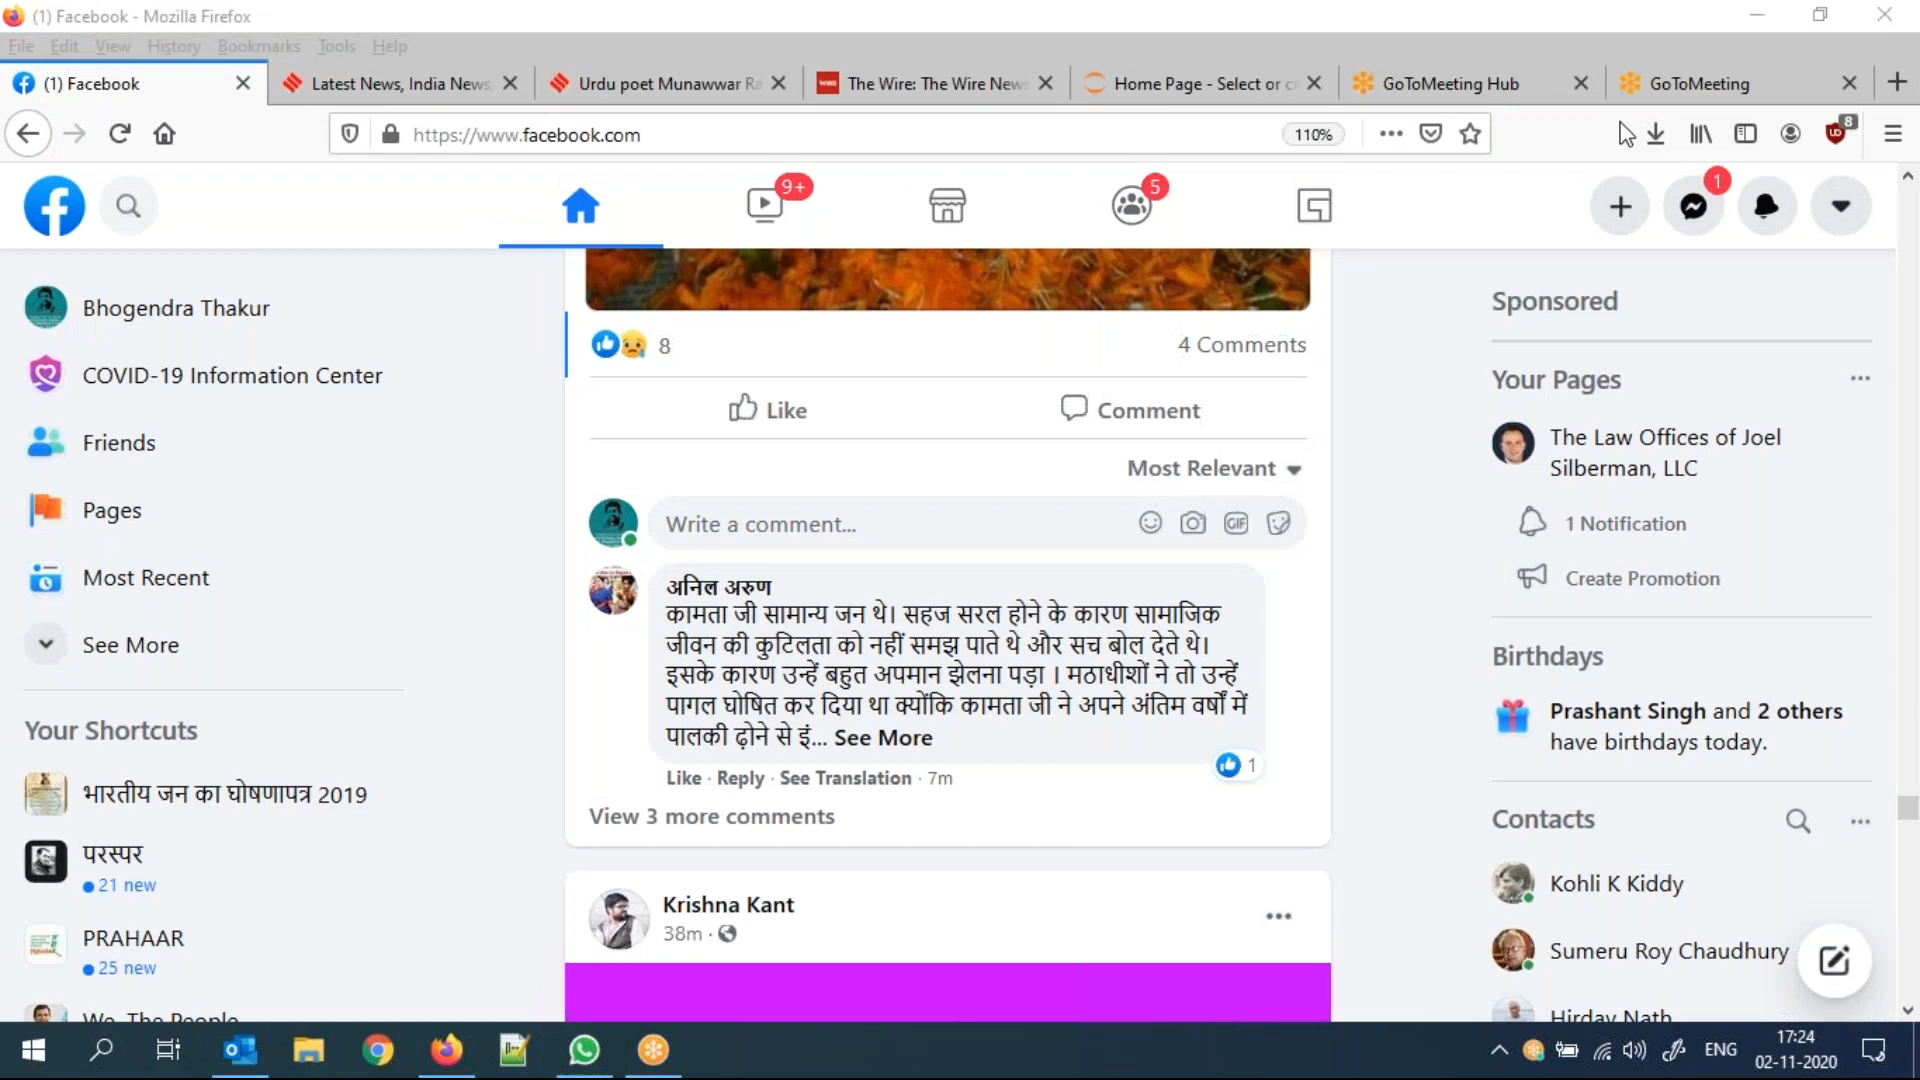 (1) Facebook - Mozilla Firefox
File Edit View History Bookmarks Tools Help
(1) Facebook
Latest News, India News,
Urdu poet Munawwar Ra
The Wire: The Wire News
Home Page - Select or c
GoToMeeting Hub
GoToMeeting
https://www.facebook.com
110%
8
9+
5
1
Bhogendra Thakur
COVID-19 Information Center
Friends
Pages
Most Recent
See More
Your Shortcuts
भारतीय जन का घोषणापत्र 2019
परस्पर
21 new
PRAHAAR
25 new
We, The People
8
4 Comments
Like
Comment
Most Relevant
Write a comment...
GIF
अनिल अरुण
कामता जी सामान्य जन थे। सहज सरल होने के कारण सामाजिक
जीवन की कुटिलता को नहीं समझ पाते थे और सच बोल देते थे।
इसके कारण उन्हें बहुत अपमान झेलना पड़ा । मठाधीशों ने तो उन्हें
पागल घोषित कर दिया था क्योंकि कामता जी ने अपने अंतिम वर्षों में
पालकी ढ़ोने से इं... See More
1
Like · Reply · See Translation · 7m
View 3 more comments
Krishna Kant
38m ·
Sponsored
Your Pages
The Law Offices of Joel
Silberman, LLC
1 Notification
Create Promotion
Birthdays
Prashant Singh and 2 others
have birthdays today.
Contacts
Kohli K Kiddy
Sumeru Roy Chaudhury
Hirday Nath
ENG
17:24
02-11-2020